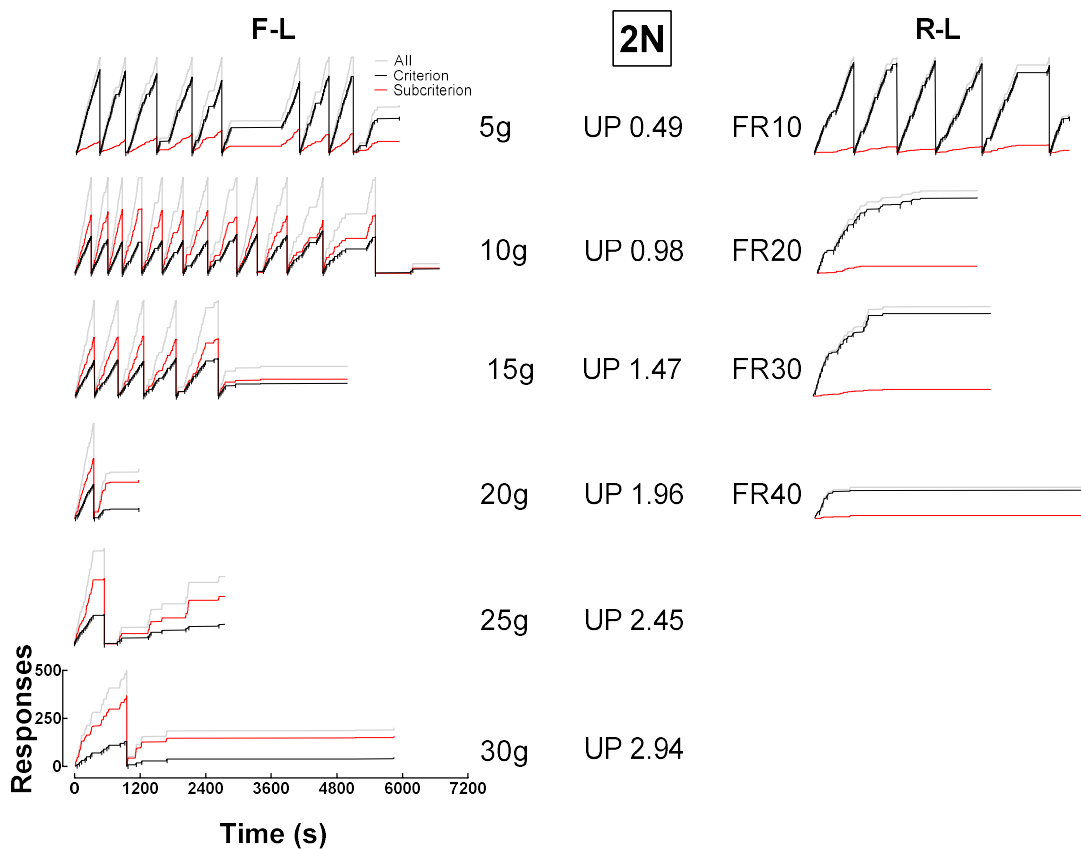 F-L
2N
R-L
All
Criterion
Subcriterion
5g UP 0.49 FR10
10g UP 0.98 FR20
15g UP 1.47 FR30
20g UP 1.96 FR40
25g UP 2.45
30g UP 2.94
Responses
500
250
0
0 1200 2400 3600 4800 6000 7200
Time (s)